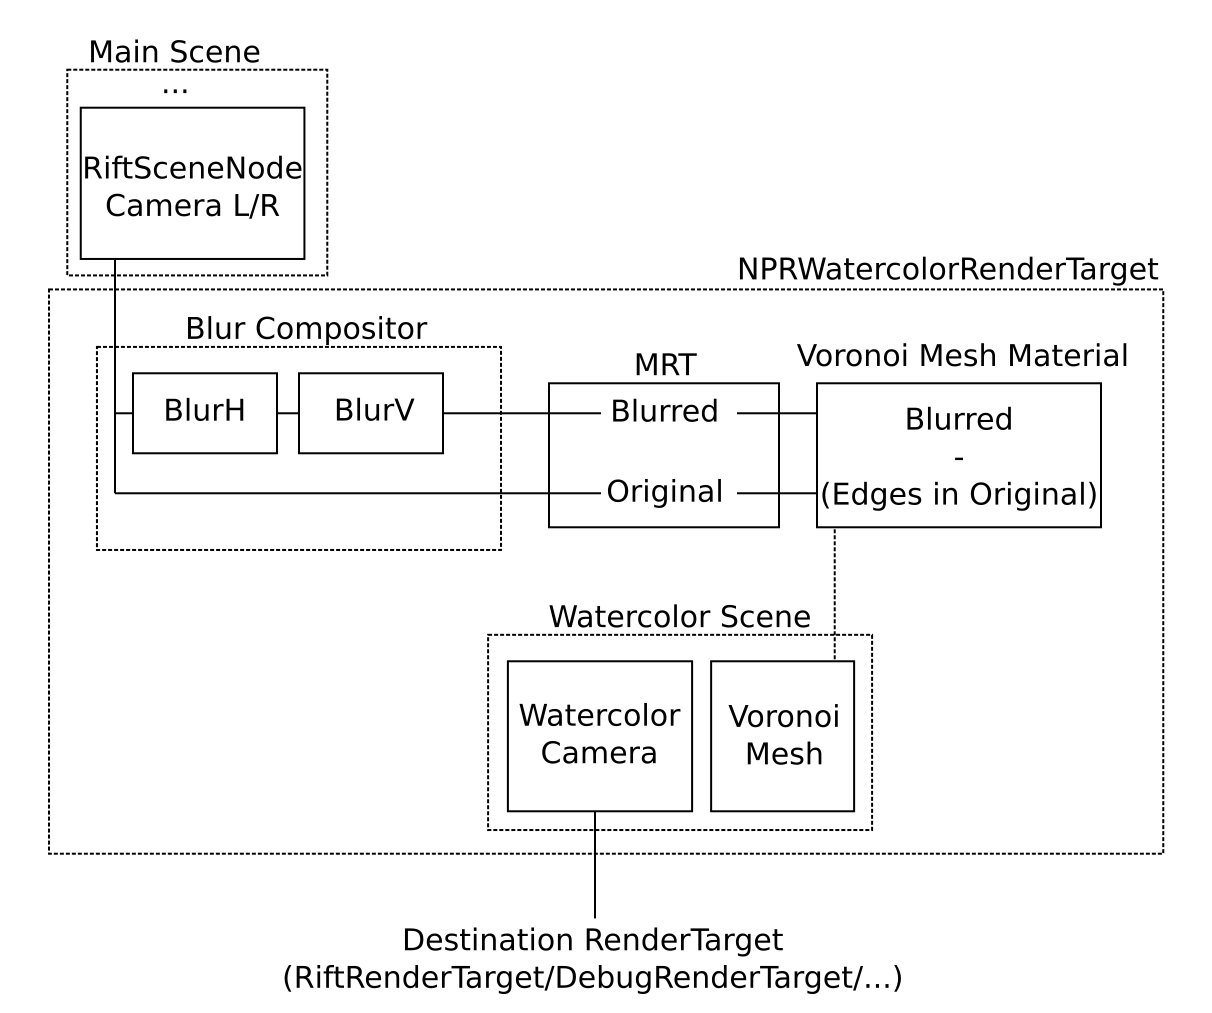 Main Scene
...
RiftSceneNode
Camera L/R
NPRWatercolorRenderTarget
Blur Compositor
BlurH
BlurV
MRT
Blurred
Original
Voronoi Mesh Material
Blurred
-
(Edges in Original)
Watercolor Scene
Watercolor
Camera
Voronoi
Mesh
Destination RenderTarget
(RiftRenderTarget/DebugRenderTarget/...)